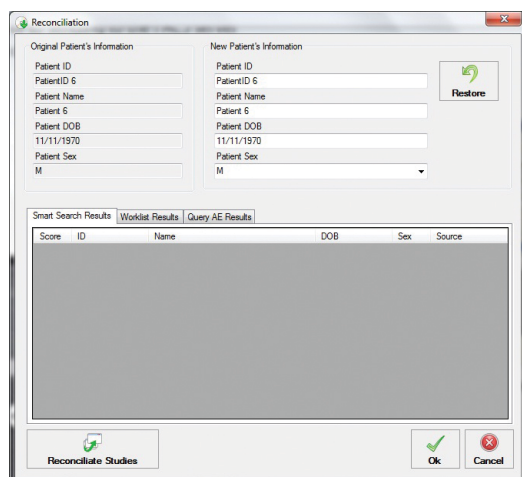 Reconciliation
Original Patient's Information
Patient ID
PatientID 6
Patient Name
Patient 6
Patient DOB
11/11/1970
Patient Sex
M
New Patient's Information
Patient ID
PatientID 6
Patient Name
Patient 6
Patient DOB
11/11/1970
Patient Sex
M
Restore
Smart Search Results Worklist Results Query AE Results
Score ID Name DOB Sex Source
Reconciliate Studies Ok Cancel